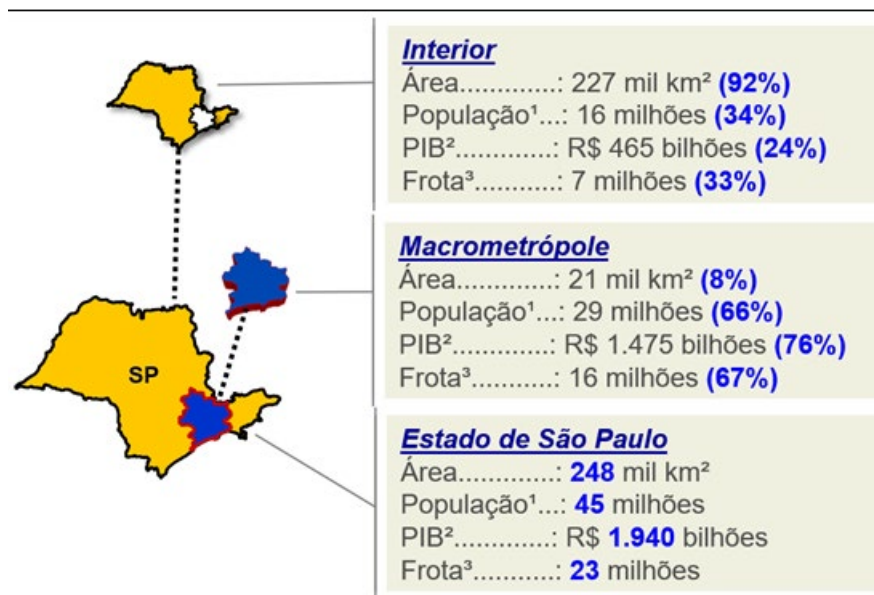 Interior
Área.............: 227 mil km² (92%)
População¹...: 16 milhões (34%)
PIB²..............: R$ 465 bilhões (24%)
Frota³...........: 7 milhões (33%)
Macrometrópole
Área.............: 21 mil km² (8%)
População¹...: 29 milhões (66%)
PIB²..............: R$ 1.475 bilhões (76%)
Frota³...........: 16 milhões (67%)
SP
Estado de São Paulo
Área.............: 248 mil km²
População¹...: 45 milhões
PIB²..............: R$ 1.940 bilhões
Frota³...........: 23 milhões